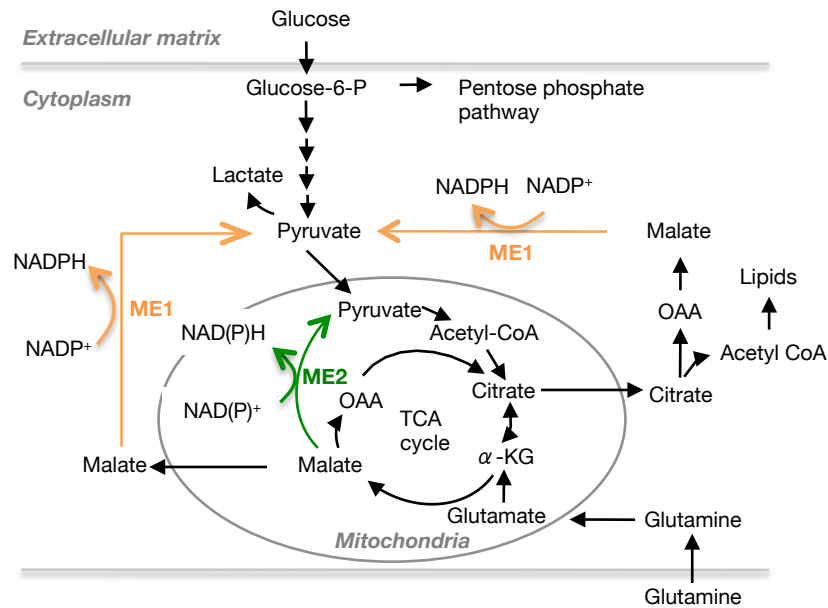 Glucose
Extracellular matrix
Glucose-6-P
Pentose phosphate
pathway
Cytoplasm
Lactate
NADPH
NADP⁺
Pyruvate
ME1
Malate
NADPH
ME1
NADP⁺
Lipids
OAA
Acetyl CoA
Citrate
Pyruvate
Acetyl-CoA
NAD(P)H
ME2
NAD(P)⁺
OAA
Citrate
TCA
cycle
Malate
Malate
α-KG
Glutamate
Glutamine
Mitochondria
Glutamine